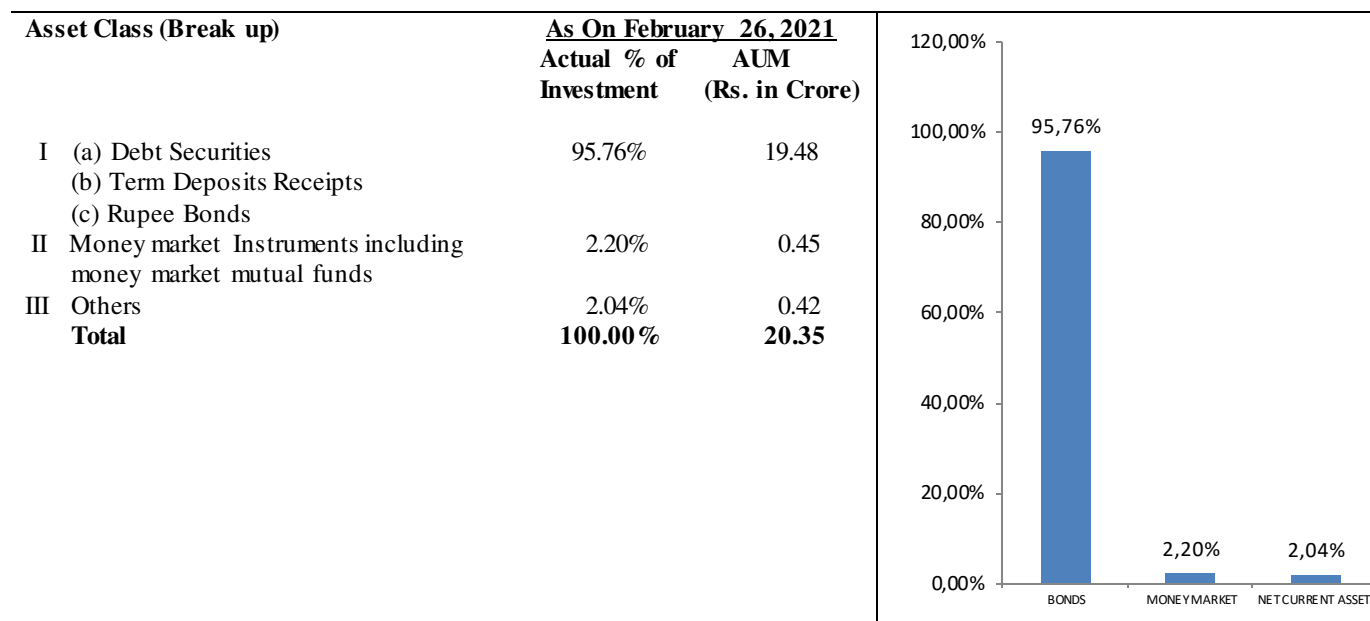 Asset Class (Break up) As On February 26, 2021
Actual % of Investment AUM (Rs. in Crore)
I (a) Debt Securities 95.76% 19.48
(b) Term Deposits Receipts
(c) Rupee Bonds
II Money market Instruments including 2.20% 0.45
money market mutual funds
III Others 2.04% 0.42
Total 100.00% 20.35
120,00%
100,00%
80,00%
60,00%
40,00%
20,00%
0,00%
95,76%
2,20%
2,04%
BONDS MONEY MARKET NET CURRENT ASSET